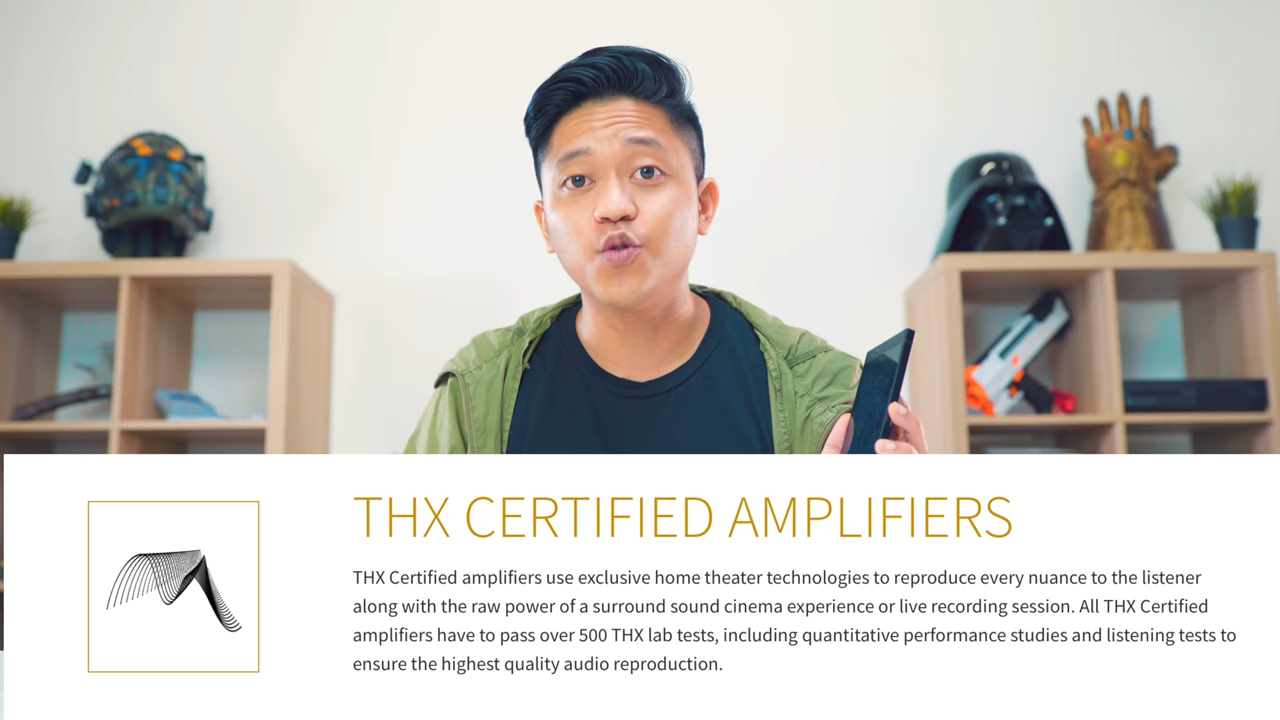 THX CERTIFIED AMPLIFIERS
THX Certified amplifiers use exclusive home theater technologies to reproduce every nuance to the listener
along with the raw power of a surround sound cinema experience or live recording session. All THX Certified
amplifiers have to pass over 500 THX lab tests, including quantitative performance studies and listening tests to
ensure the highest quality audio reproduction.